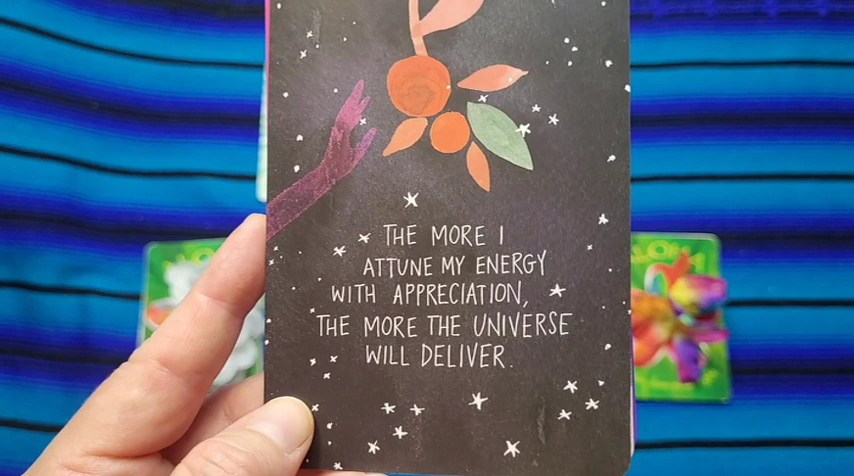 THE MORE I
ATTUNE MY ENERGY
WITH APPRECIATION,
THE MORE THE UNIVERSE
WILL DELIVER.